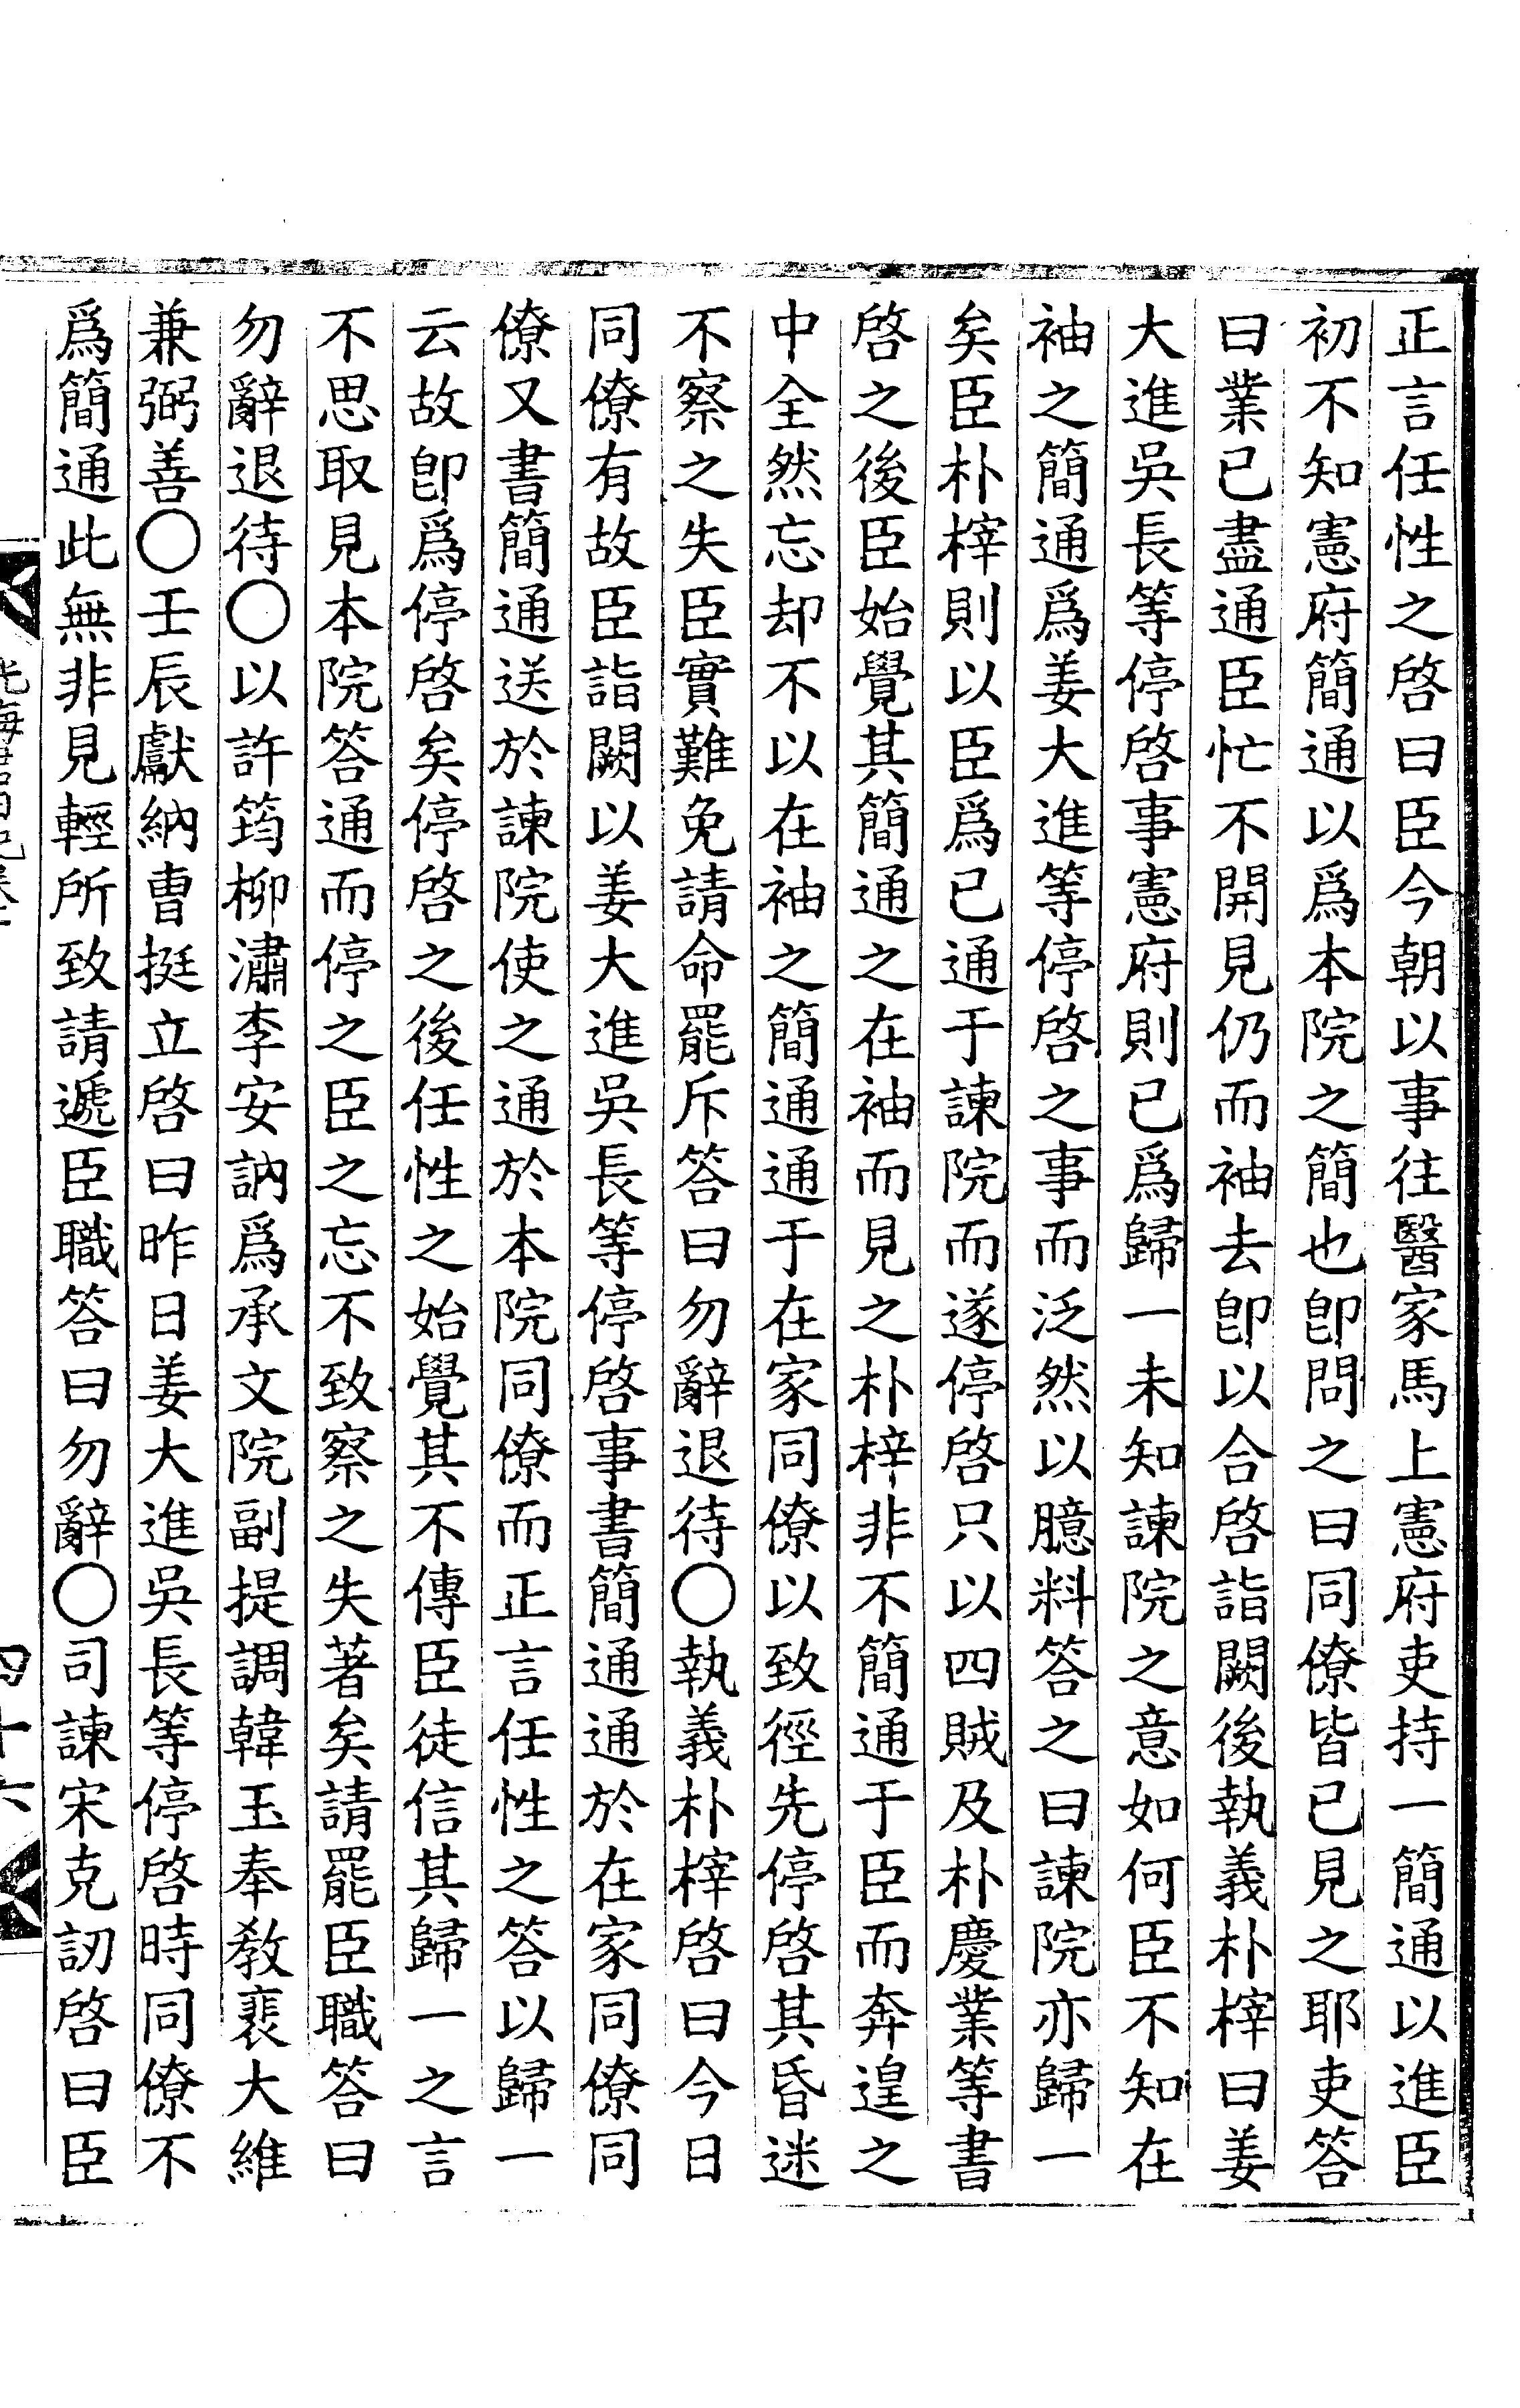 正言任性之啓曰臣今朝以事往醫家馬上憲府吏持一簡通以進臣
初不知憲府簡通以爲本院之簡也卽問之曰同僚皆已見之耶吏答
曰業已盡通臣忙不開見仍而袖去卽以合啓詣闕後執義朴榟曰姜
大進吳長等停啓事憲府則已爲歸一未知諫院之意如何臣不知在
袖之簡通爲姜大進等停啓之事而泛然以臆料答之曰諫院亦歸一
矣臣朴榟則以臣爲已通于諫院而遂停啓只以四賊及朴慶業等書
啓之後臣始覺其簡通之在袖而見之朴榟非不簡通于臣而奔遑之
中全然忘却不以在袖之簡通通于在家同僚以致徑先停啓其昏迷
不察之失臣實難免請命罷斥答曰勿辭退待○執義朴榟啓曰今日
同僚有故臣詣闕以姜大進吳長等停啓事書簡通通於在家同僚同
僚又書簡通送於諫院使之通於本院同僚而正言任性之答以歸一
云故卽爲停啓矣停啓之後任性之始覺其不傳臣徒信其歸一之言
不思取見本院答通而停之臣之忘不致察之失著矣請罷臣職答曰
勿辭退待○以許筠柳潚李安訥爲承文院副提調韓玉奉敎裵大維
兼弼善○壬辰獻納曺挺立啓曰昨日姜大進吳長等停啓時同僚不
爲簡通此無非見輕所致請遞臣職答曰勿辭○司諫宋克訒啓曰臣
四十六